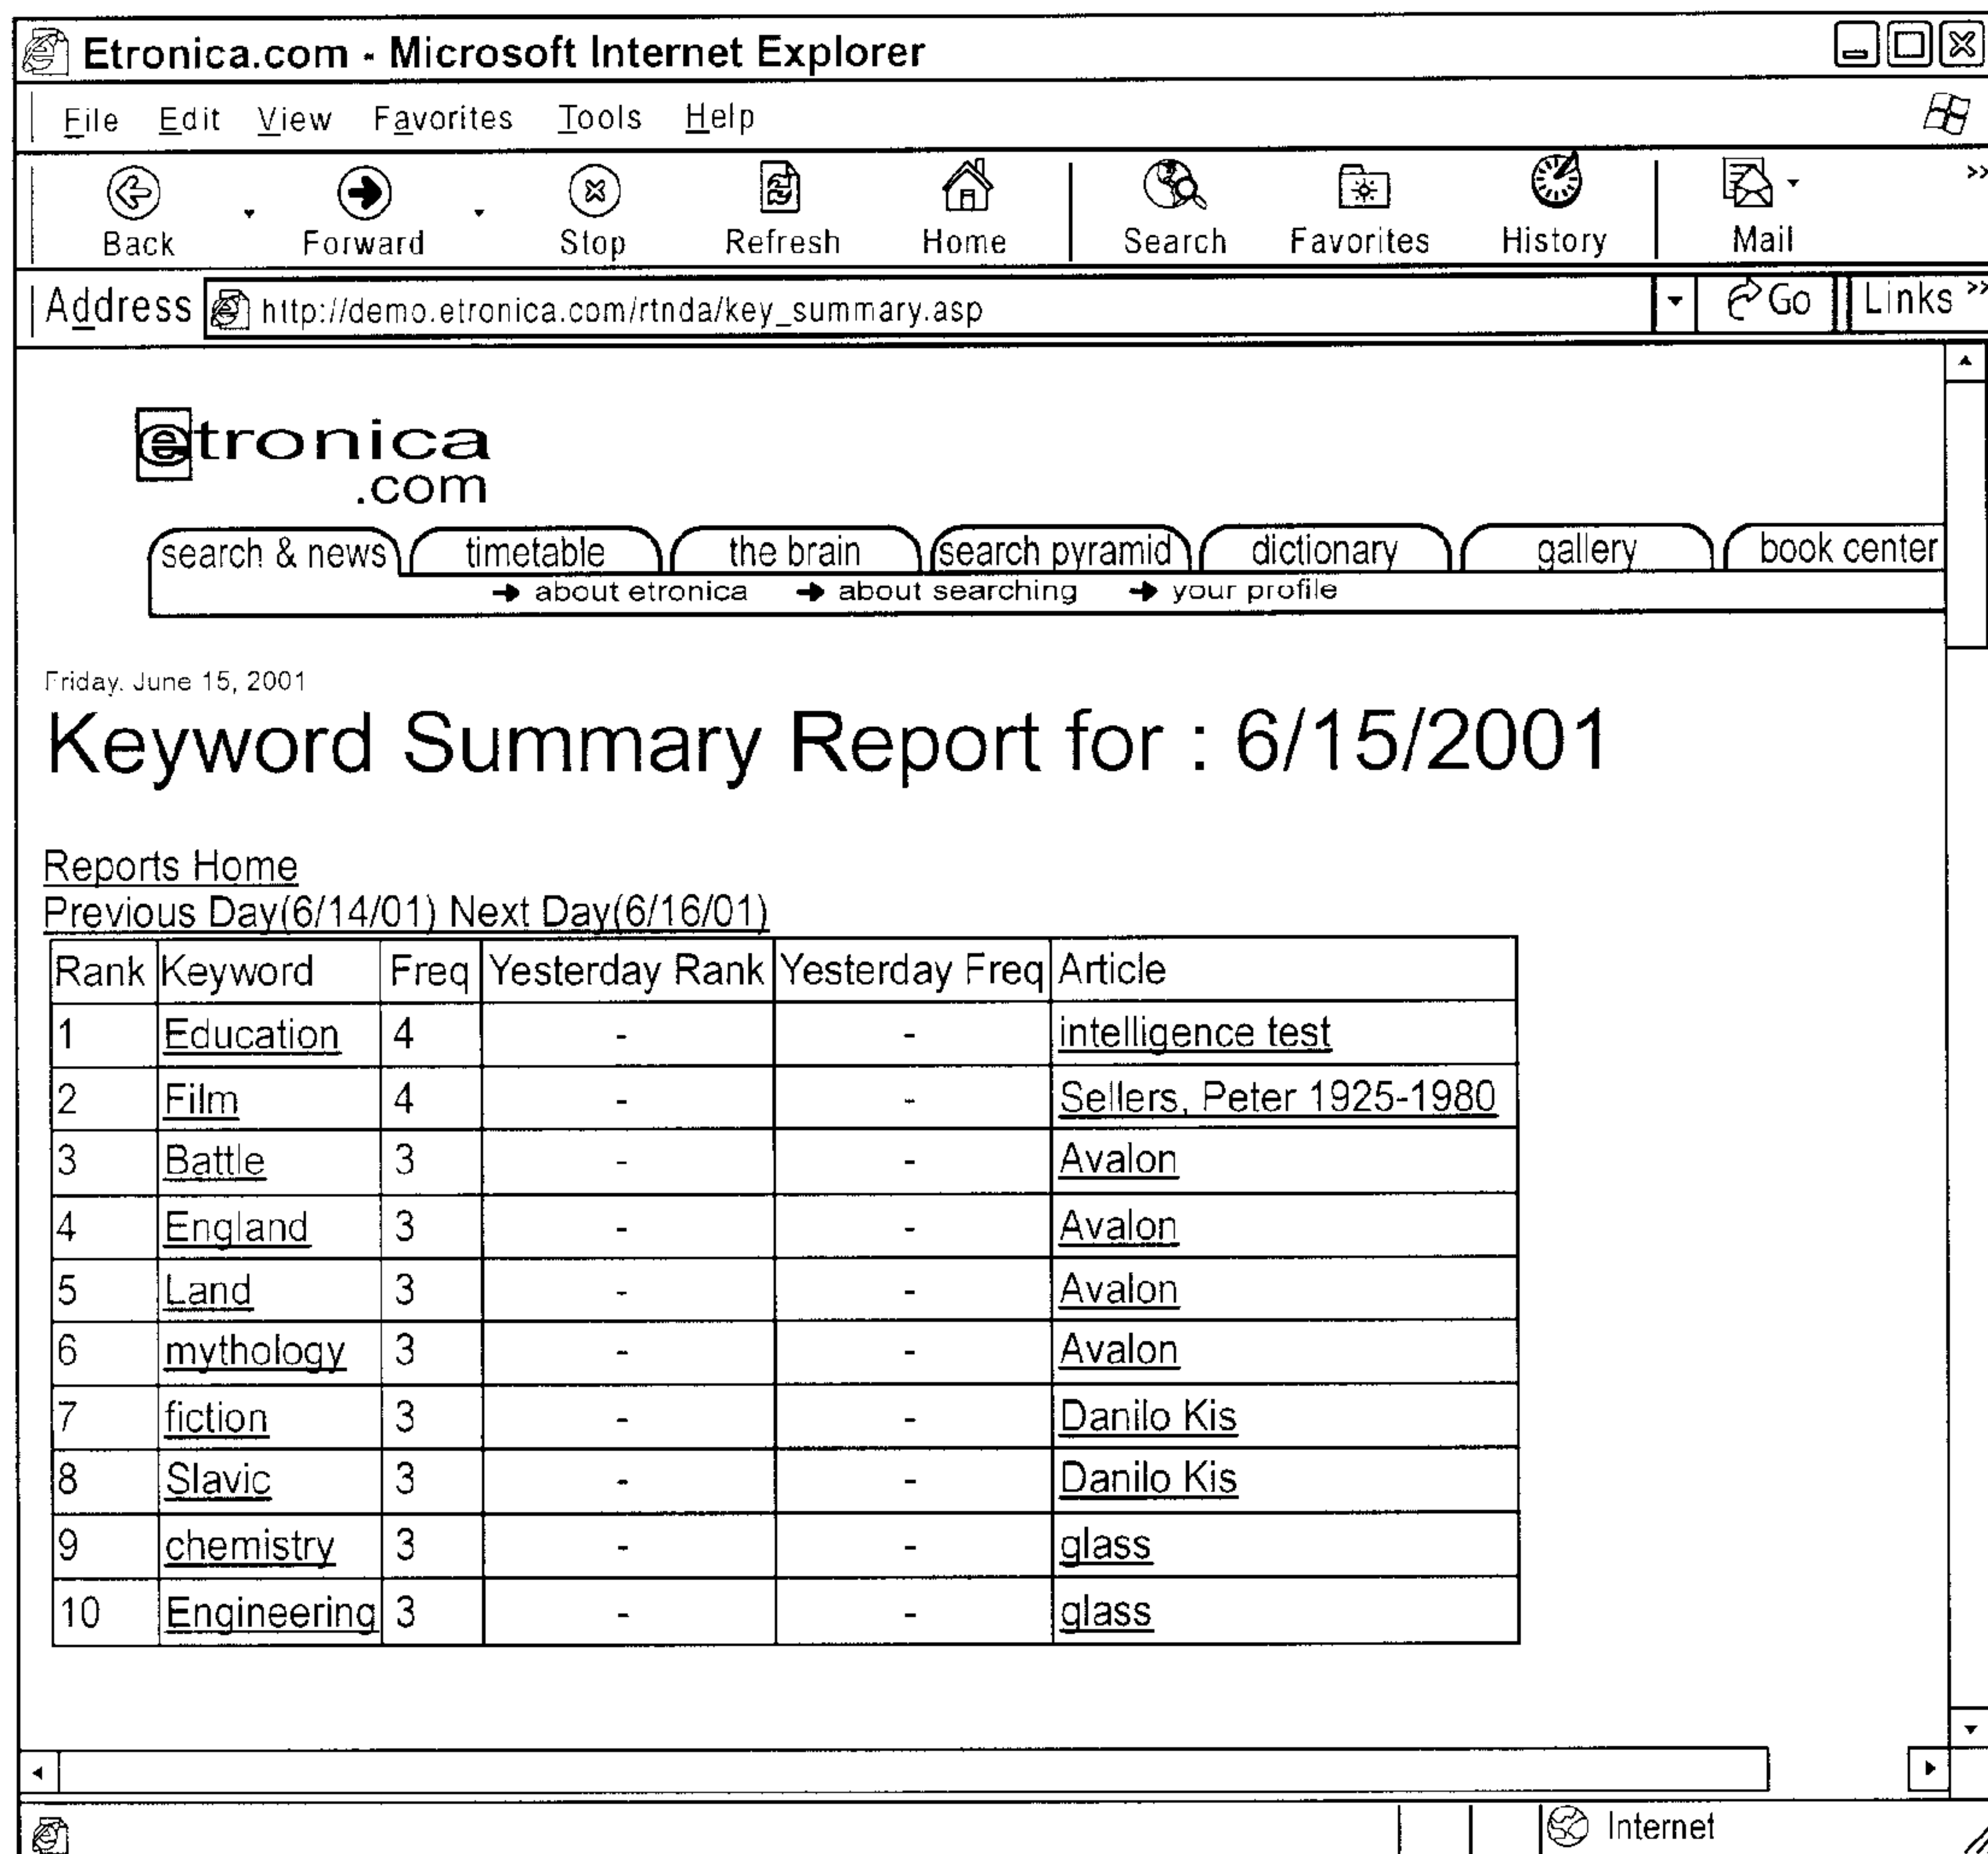 Etronica.com - Microsoft Internet Explorer
File Edit View Favorites Tools Help
Back Forward Stop Refresh Home Search Favorites History Mail >>
Address http://demo.etronica.com/rtnda/key_summary.asp Go Links >>
etronica
.com
search & news timetable the brain search pyramid dictionary gallery book center
→ about etronica → about searching → your profile
Friday, June 15, 2001
Keyword Summary Report for : 6/15/2001
Reports Home
Previous Day(6/14/01) Next Day(6/16/01)
Rank Keyword Freq Yesterday Rank Yesterday Freq Article
1 Education 4 - - intelligence test
2 Film 4 - - Sellers, Peter 1925-1980
3 Battle 3 - - Avalon
4 England 3 - - Avalon
5 Land 3 - - Avalon
6 mythology 3 - - Avalon
7 fiction 3 - - Danilo Kis
8 Slavic 3 - - Danilo Kis
9 chemistry 3 - - glass
10 Engineering 3 - - glass
Internet